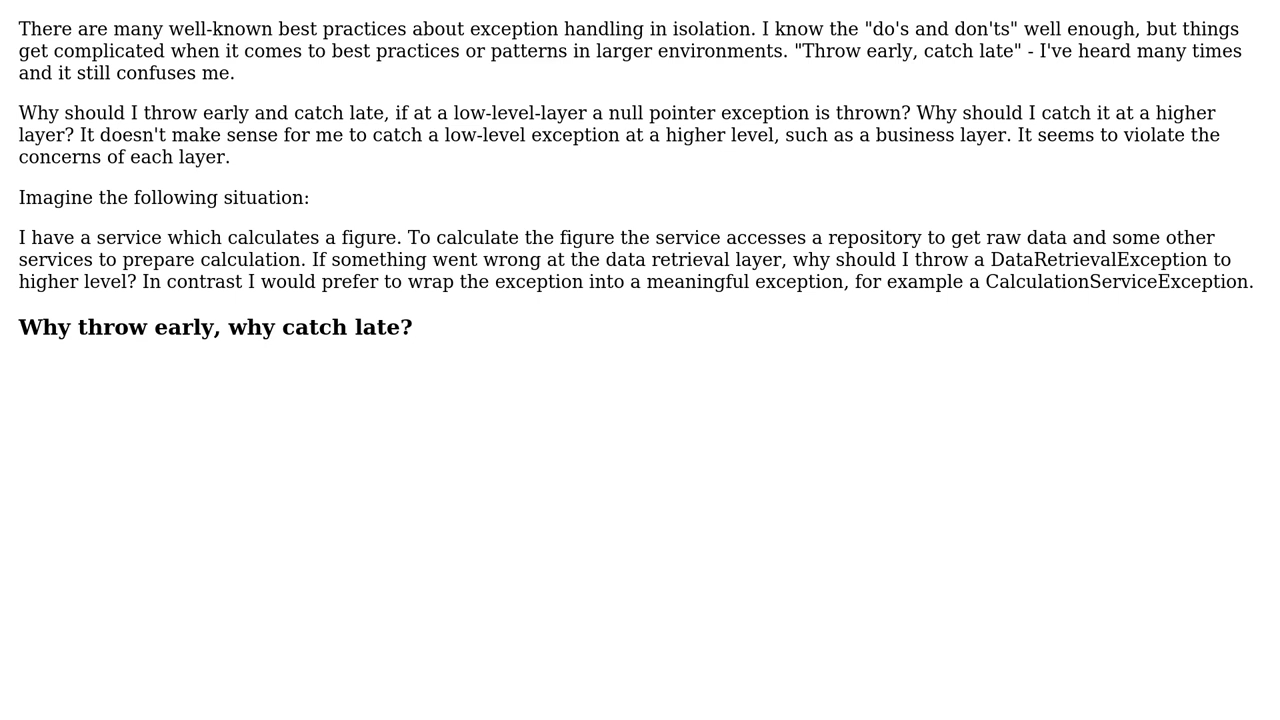 There are many well-known best practices about exception handling in isolation. I know the "do's and don'ts" well enough, but things
get complicated when it comes to best practices or patterns in larger environments. "Throw early, catch late" - I've heard many times
and it still confuses me.
Why should I throw early and catch late, if at a low-level-layer a null pointer exception is thrown? Why should I catch it at a higher
layer? It doesn't make sense for me to catch a low-level exception at a higher level, such as a business layer. It seems to violate the
concerns of each layer.
Imagine the following situation:
I have a service which calculates a figure. To calculate the figure the service accesses a repository to get raw data and some other
services to prepare calculation. If something went wrong at the data retrieval layer, why should I throw a DataRetrievalException to
higher level? In contrast I would prefer to wrap the exception into a meaningful exception, for example a CalculationServiceException.
Why throw early, why catch late?